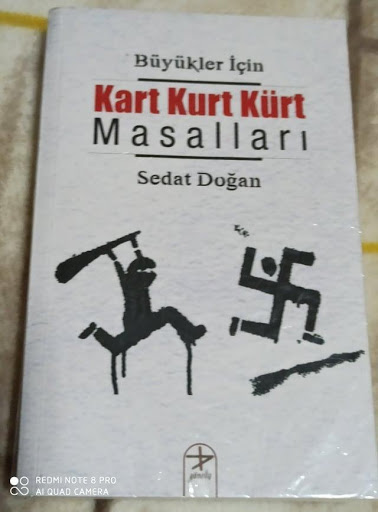 Büyükler İçin
Kart Kurt Kürt
Masalları
Sedat Doğan
REDMI NOTE 8 PRO
AI QUAD CAMERA